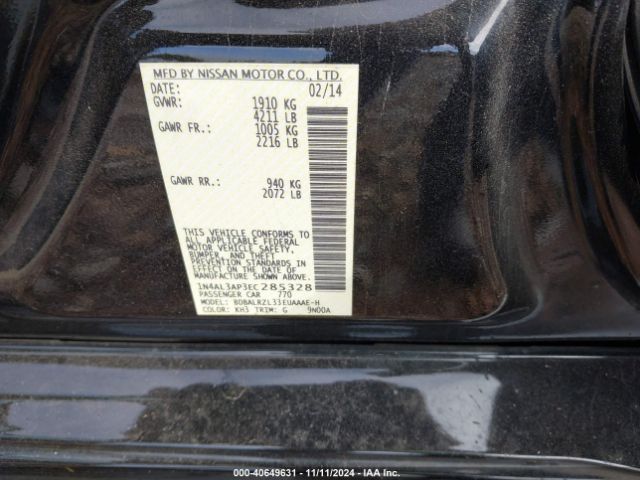 MFD BY NISSAN MOTOR CO., LTD.
DATE: 02/14
GVWR: 1910 KG
4211 LB
GAWR FR.: 1005 KG
2216 LB
GAWR RR.: 940 KG
2072 LB
THIS VEHICLE CONFORMS TO
ALL APPLICABLE FEDERAL
MOTOR VEHICLE SAFETY,
BUMPER, AND THEFT
PREVENTION STANDARDS IN
EFFECT ON THE DATE OF
MANUFACTURE SHOWN ABOVE.
1N4AL3AP3EC285328
PASSENGER CAR 770
MODEL: BDBALRZL33EUAAAE-H
COLOR: KH3 TRIM: G 9N00A
000-40649631 - 11/11/2024 - IAA Inc.